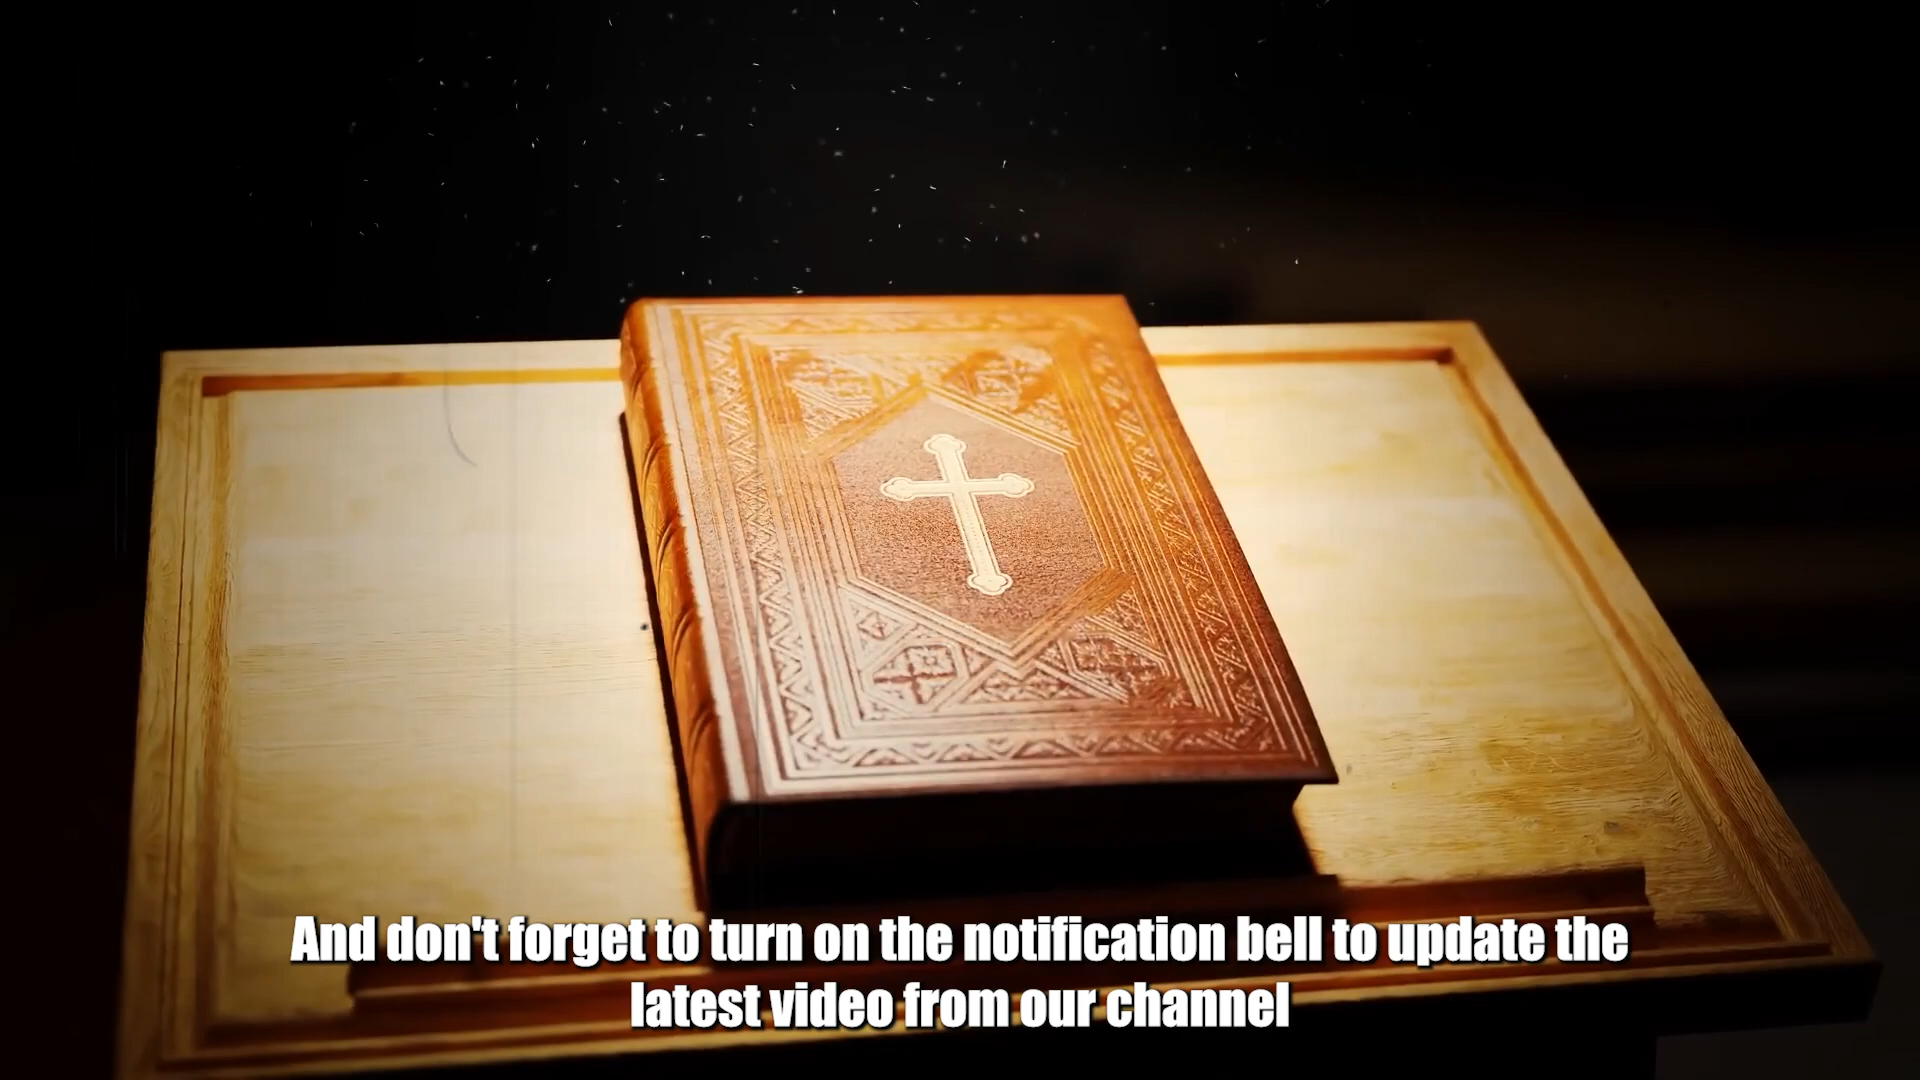 And don't forget to turn on the notification bell to update the
latest video from our channel